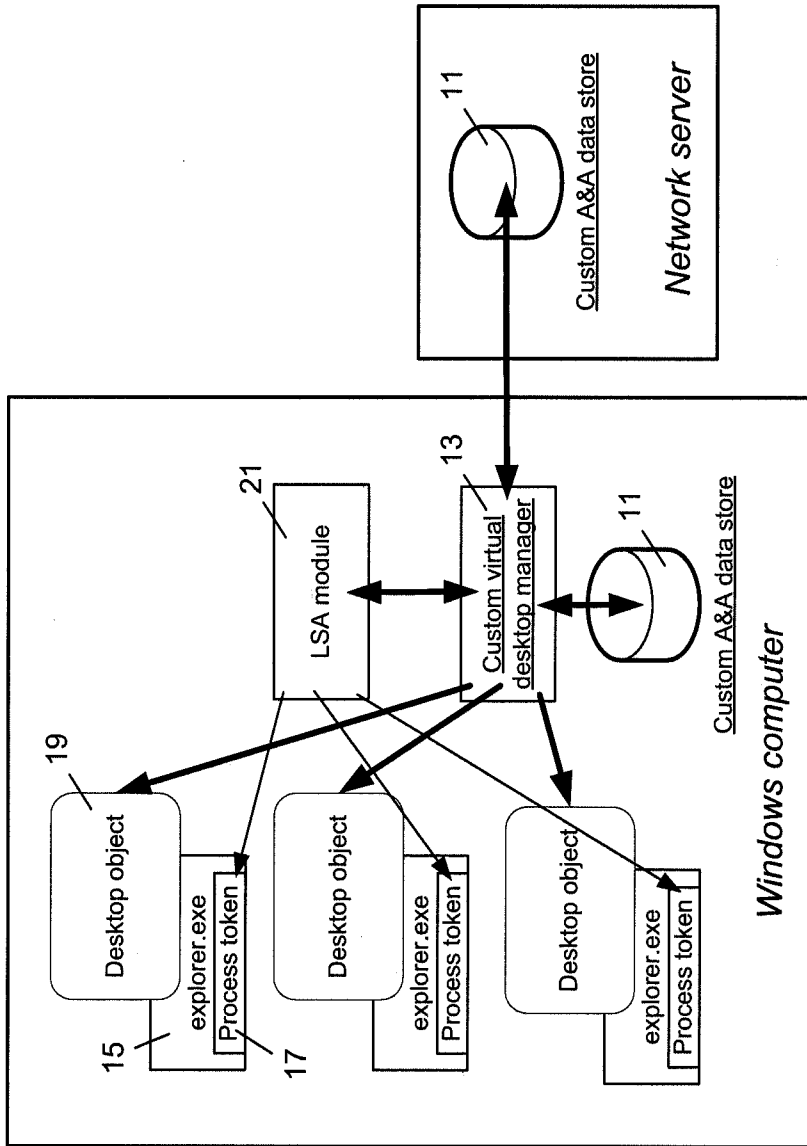 19
Desktop object
15
explorer.exe
Process token
17
Desktop object
explorer.exe
Process token
Desktop object
explorer.exe
Process token
21
LSA module
13
Custom virtual
desktop manager
11
Custom A&A data store
Windows computer
11
Custom A&A data store
Network server